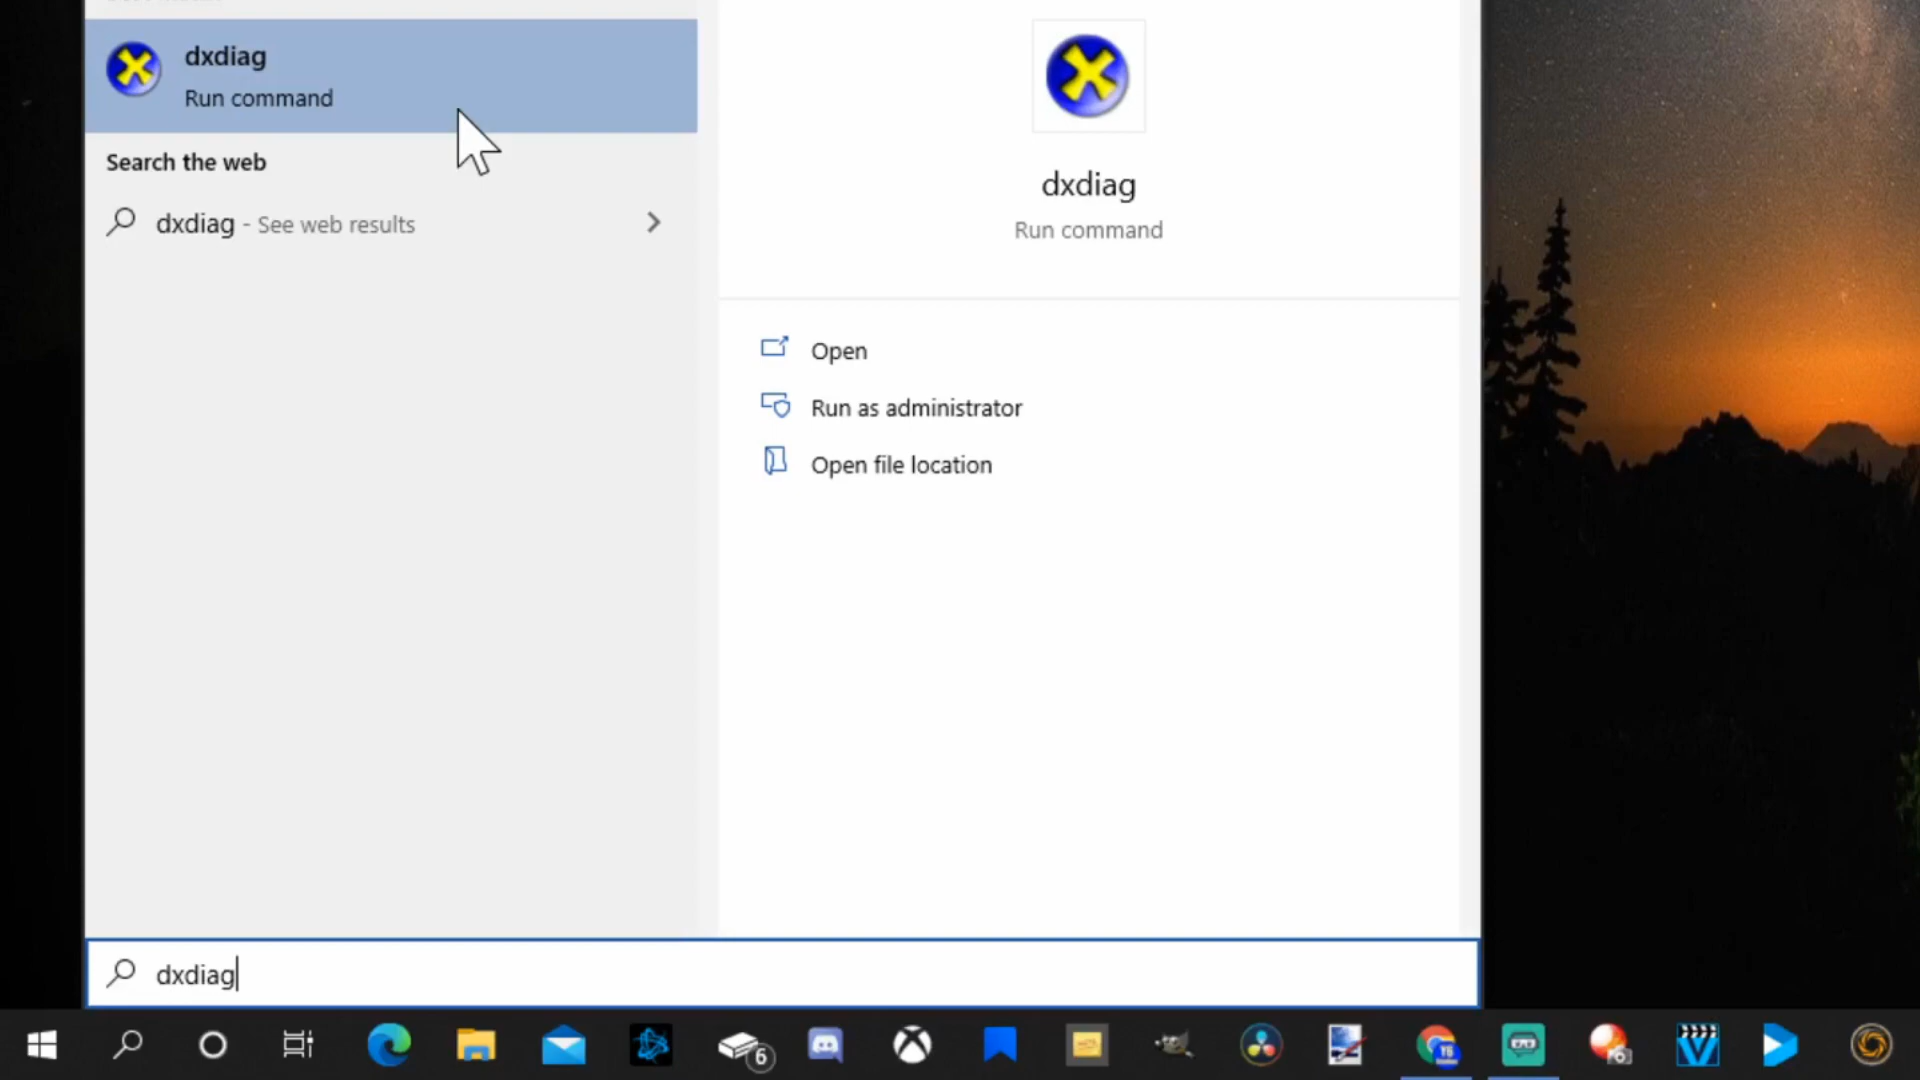 dxdiag
Run command
Search the web
dxdiag - See web results
dxdiag
Run command
Open
Run as administrator
Open file location
dxdiag
6